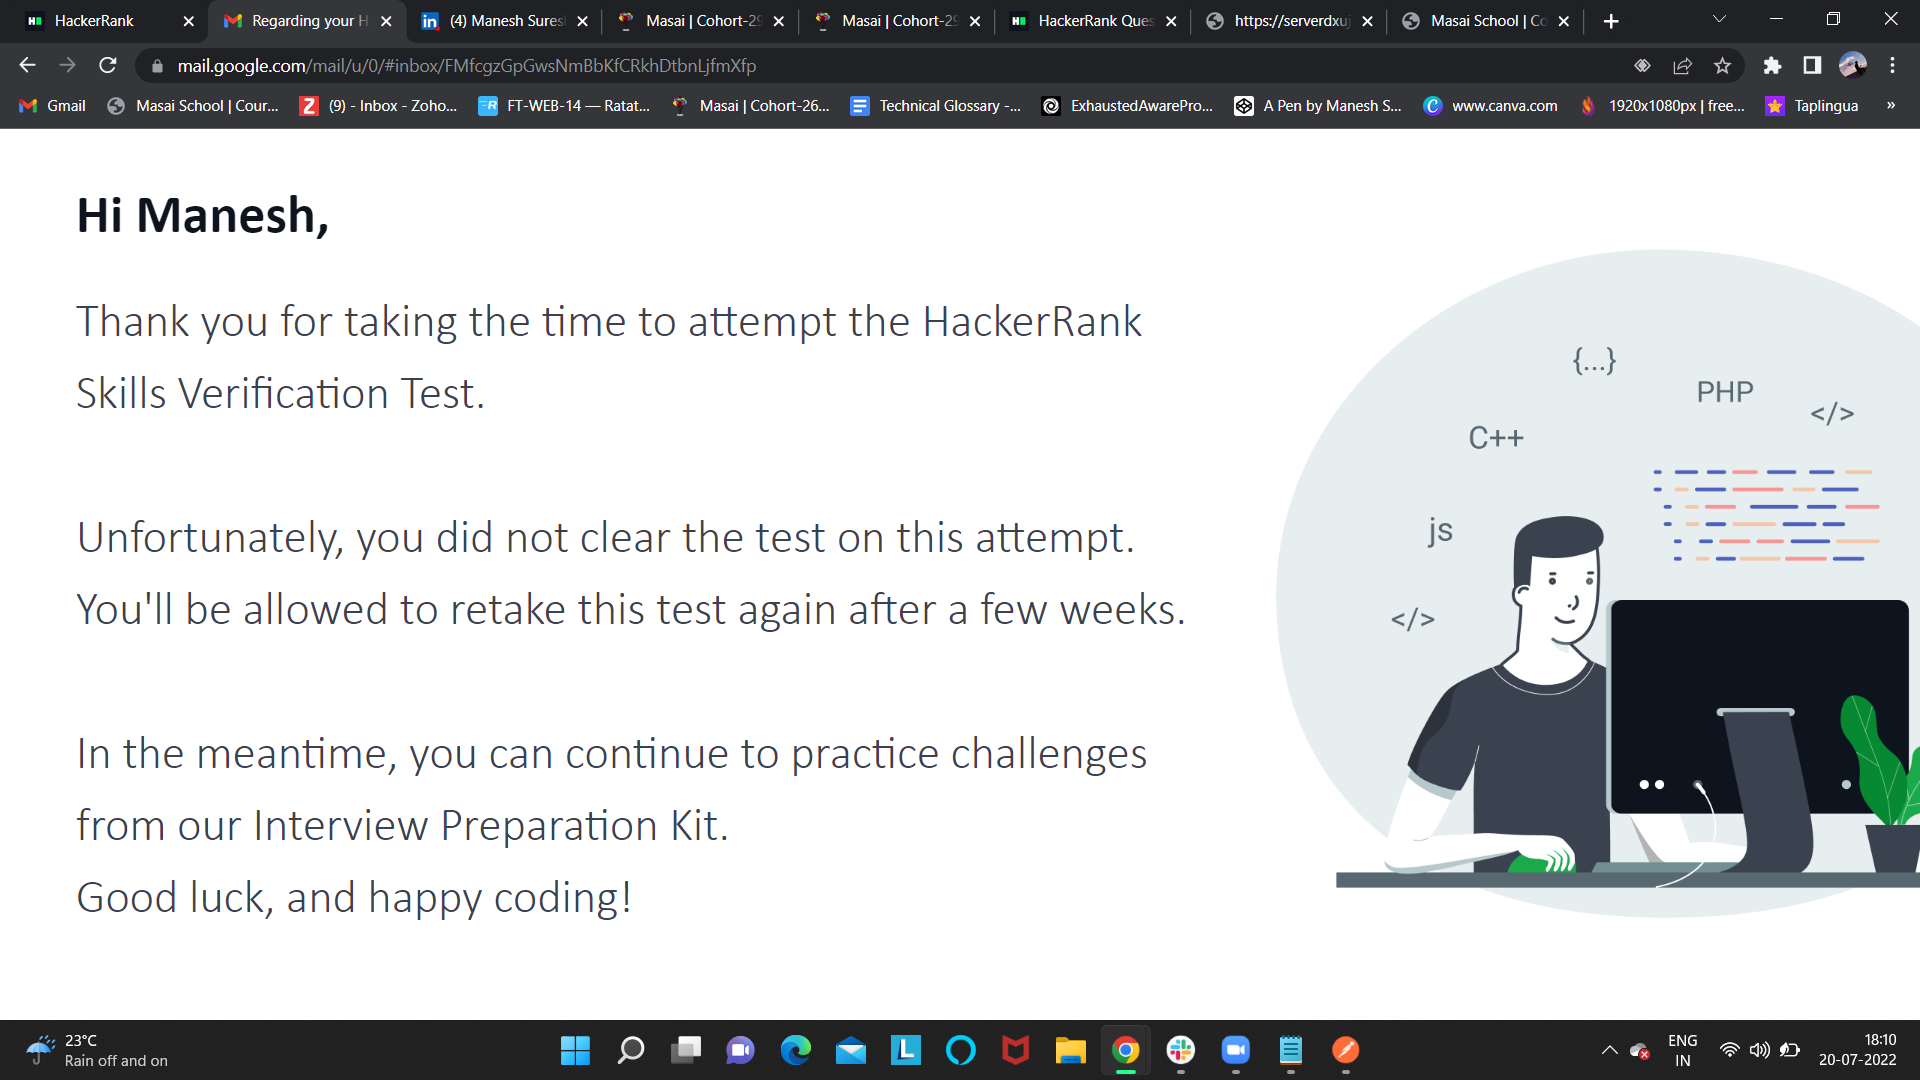 HackerRank
Regarding your H
(4) Manesh Sures
Masai | Cohort-29
Masai | Cohort-29
HackerRank Ques
https://serverdxuj
Masai School | Co
mail.google.com/mail/u/0/#inbox/FMfcgzGpGwsNmBbKfCRkhDtbnLjfmXfp
Gmail
Masai School | Cour...
(9) - Inbox - Zoho...
FT-WEB-14 — Ratat...
Masai | Cohort-26...
Technical Glossary -...
ExhaustedAwarePro...
A Pen by Manesh S...
www.canva.com
1920x1080px | free...
Taplingua
»
Hi Manesh,
Thank you for taking the time to attempt the HackerRank
Skills Verification Test.
Unfortunately, you did not clear the test on this attempt.
You'll be allowed to retake this test again after a few weeks.
In the meantime, you can continue to practice challenges
from our Interview Preparation Kit.
Good luck, and happy coding!
{...}
PHP
</>
C++
js
</>
23°C
Rain off and on
ENG
IN
18:10
20-07-2022